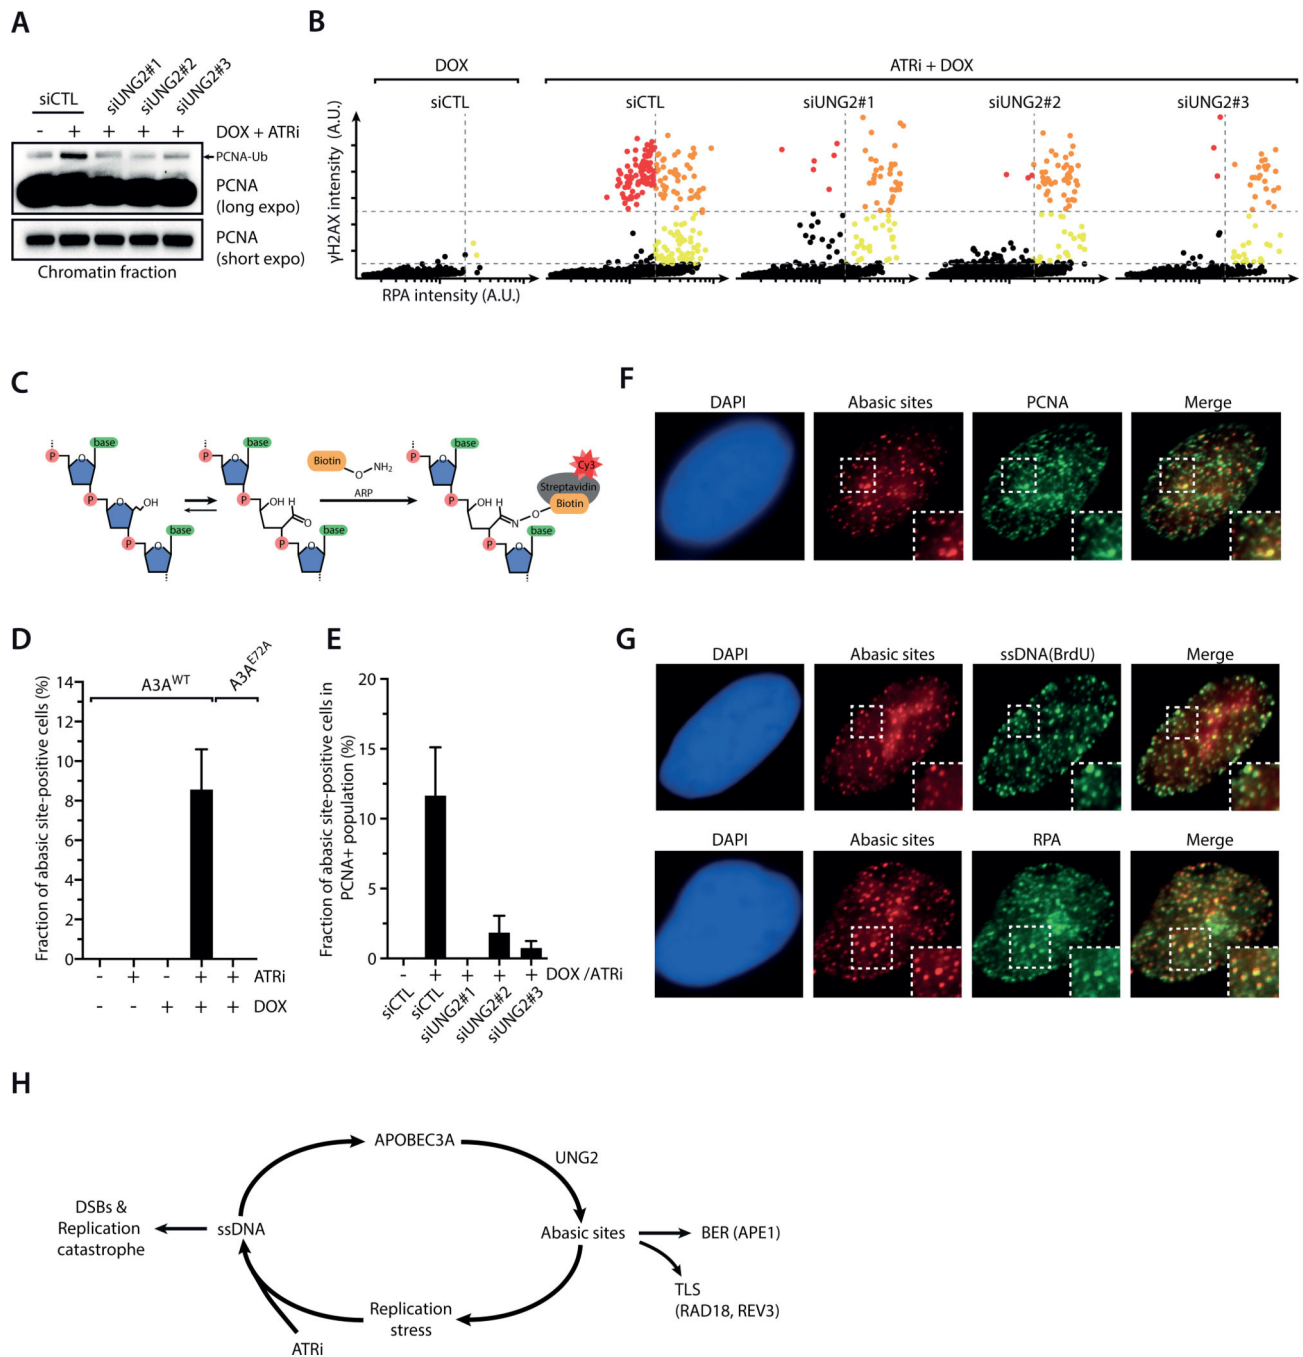 A
siCTL
siUNG2#1
siUNG2#2
siUNG2#3
- + + + + DOX + ATRi
PCNA-Ub
PCNA
(long expo)
PCNA
(short expo)
Chromatin fraction
B
DOX
ATRi + DOX
siCTL siCTL siUNG2#1 siUNG2#2 siUNG2#3
γH2AX intensity (A.U.)
RPA intensity (A.U.)
C
base
P
O
OH
P
base
O
P
base
O
P
OH H
O
P
base
O
Biotin
O
NH2
ARP
base
P
O
P
OH H
N
O
P
base
O
Cy3
Streptavidin
Biotin
D
Fraction of abasic site-positive cells (%)
A3AWT
A3AE72A
14
12
10
8
6
4
2
0
- + - + + ATRi
- - + + + DOX
E
Fraction of abasic site-positive cells in
PCNA+ population (%)
20
15
10
5
0
- + + + + DOX /ATRi
siCTL
siCTL
siUNG2#1
siUNG2#2
siUNG2#3
F
DAPI Abasic sites PCNA Merge
G
DAPI Abasic sites ssDNA(BrdU) Merge
DAPI Abasic sites RPA Merge
H
APOBEC3A
UNG2
DSBs &
Replication
catastrophe
ssDNA
Abasic sites
BER (APE1)
TLS
(RAD18, REV3)
Replication
stress
ATRi